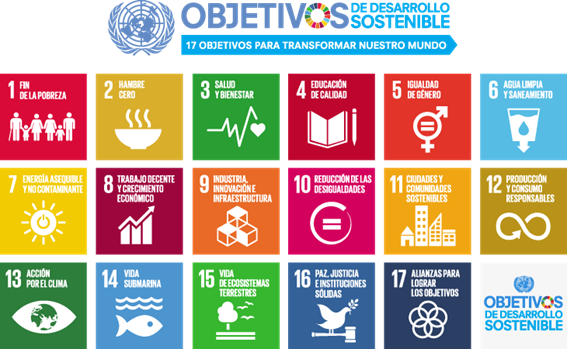 OBJETIVOS DE DESARROLLO SOSTENIBLE
17 OBJETIVOS PARA TRANSFORMAR NUESTRO MUNDO
1 FIN
DE LA POBREZA
2 HAMBRE
CERO
3 SALUD
Y BIENESTAR
4 EDUCACIÓN
DE CALIDAD
5 IGUALDAD
DE GÉNERO
6 AGUA LIMPIA
Y SANEAMIENTO
7 ENERGÍA ASEQUIBLE
Y NO CONTAMINANTE
8 TRABAJO DECENTE
Y CRECIMIENTO
ECONÓMICO
9 INDUSTRIA,
INNOVACIÓN E
INFRAESTRUCTURA
10 REDUCCIÓN DE LAS
DESIGUALDADES
11 CIUDADES Y
COMUNIDADES
SOSTENIBLES
12 PRODUCCIÓN
Y CONSUMO
RESPONSABLES
13 ACCIÓN
POR EL CLIMA
14 VIDA
SUBMARINA
15 VIDA
DE ECOSISTEMAS
TERRESTRES
16 PAZ, JUSTICIA
E INSTITUCIONES
SÓLIDAS
17 ALIANZAS PARA
LOGRAR
LOS OBJETIVOS
OBJETIVOS
DE DESARROLLO
SOSTENIBLE